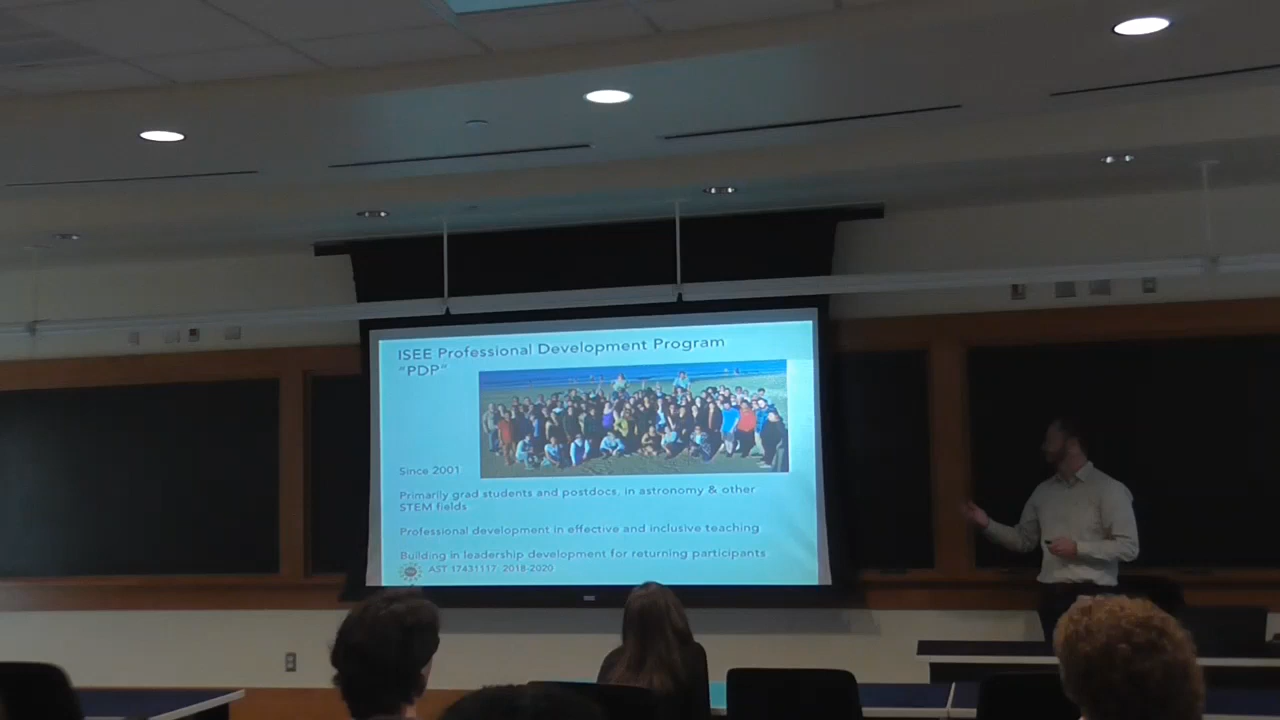 ISEE Professional Development Program
"PDP"
Since 2001
Primarily grad students and postdocs, in astronomy & other
STEM fields
Professional development in effective and inclusive teaching
Building in leadership development for returning participants
AST 17431117, 2018-2020